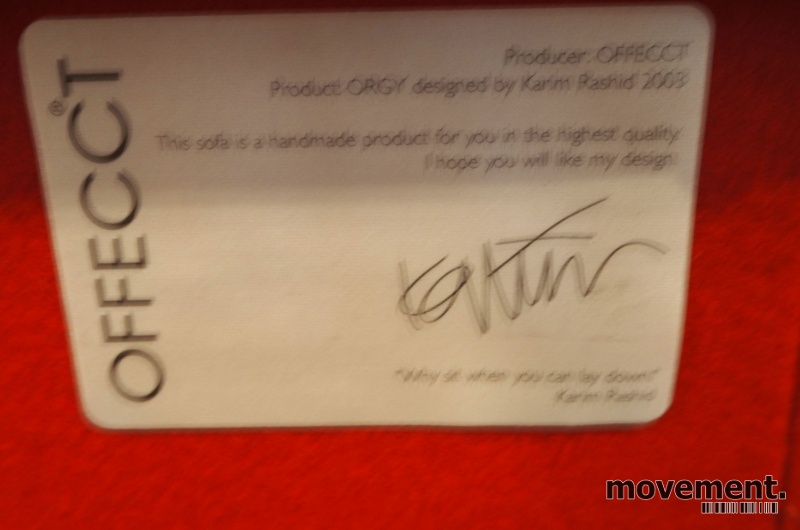 OFFECCT®
Producer: OFFECCT
Product: ORGY designed by Karim Rashid 2003
This sofa is a handmade product for you in the highest quality.
I hope you will like my design.
"Why sit when you can lay down!"
Karim Rashid
movement.